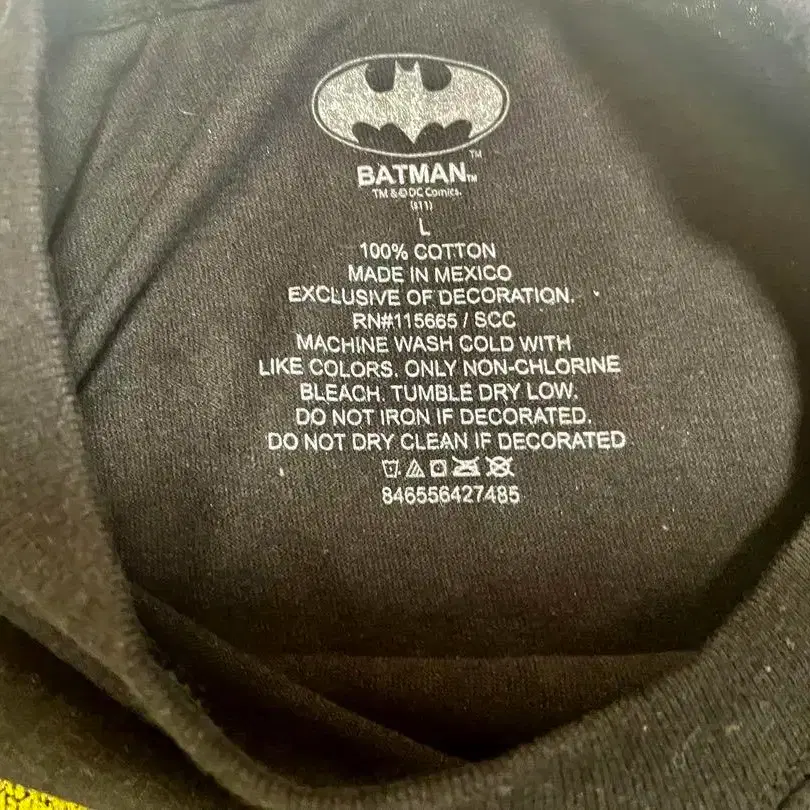 BATMAN™
™
TM & © DC Comics.
(s11)
L
100% COTTON
MADE IN MEXICO
EXCLUSIVE OF DECORATION.
RN#115665 / SCC
MACHINE WASH COLD WITH
LIKE COLORS. ONLY NON-CHLORINE
BLEACH. TUMBLE DRY LOW.
DO NOT IRON IF DECORATED.
DO NOT DRY CLEAN IF DECORATED
846556427485